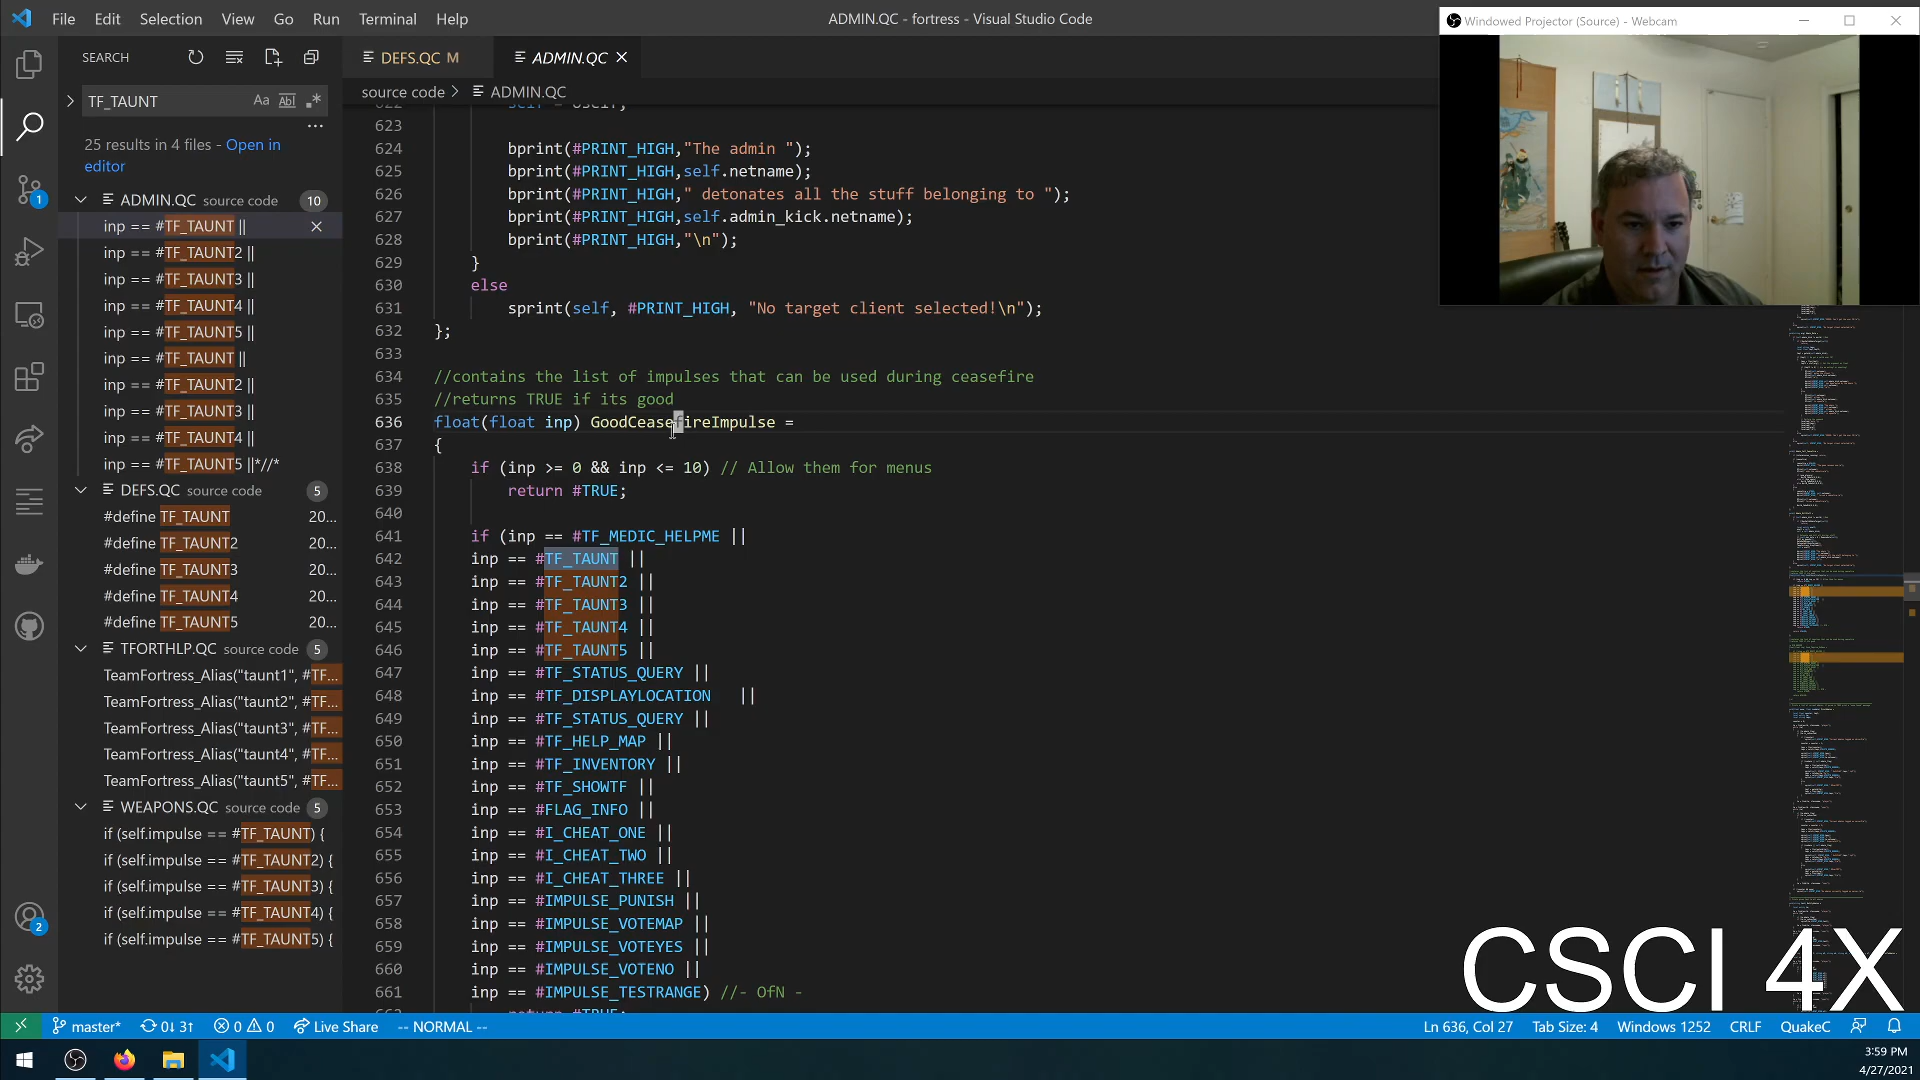 File Edit Selection View Go Run Terminal Help
ADMIN.QC - fortress - Visual Studio Code
Windowed Projector (Source) - Webcam
SEARCH
DEFS.QC M
ADMIN.QC
TF_TAUNT
Aa Abl .*
source code > ADMIN.QC
25 results in 4 files - Open in
editor
ADMIN.QC source code 10
inp == #TF_TAUNT ||
inp == #TF_TAUNT2 ||
inp == #TF_TAUNT3 ||
inp == #TF_TAUNT4 ||
inp == #TF_TAUNT5 ||
inp == #TF_TAUNT ||
inp == #TF_TAUNT2 ||
inp == #TF_TAUNT3 ||
inp == #TF_TAUNT4 ||
inp == #TF_TAUNT5 ||*//*
DEFS.QC source code 5
#define TF_TAUNT 20...
#define TF_TAUNT2 20...
#define TF_TAUNT3 20...
#define TF_TAUNT4 20...
#define TF_TAUNT5 20...
TFORTHLP.QC source code 5
TeamFortress_Alias("taunt1", #TF...
TeamFortress_Alias("taunt2", #TF...
TeamFortress_Alias("taunt3", #TF...
TeamFortress_Alias("taunt4", #TF...
TeamFortress_Alias("taunt5", #TF...
WEAPONS.QC source code 5
if (self.impulse == #TF_TAUNT) {
if (self.impulse == #TF_TAUNT2) {
if (self.impulse == #TF_TAUNT3) {
if (self.impulse == #TF_TAUNT4) {
if (self.impulse == #TF_TAUNT5) {
623
624 bprint(#PRINT_HIGH,"The admin ");
625 bprint(#PRINT_HIGH,self.netname);
626 bprint(#PRINT_HIGH," detonates all the stuff belonging to ");
627 bprint(#PRINT_HIGH,self.admin_kick.netname);
628 bprint(#PRINT_HIGH,"\n");
629 }
630 else
631 sprint(self, #PRINT_HIGH, "No target client selected!\n");
632 };
633
634 //contains the list of impulses that can be used during ceasefire
635 //returns TRUE if its good
636 float(float inp) GoodCeasefireImpulse =
637 {
638 if (inp >= 0 && inp <= 10) // Allow them for menus
639 return #TRUE;
640
641 if (inp == #TF_MEDIC_HELPME ||
642 inp == #TF_TAUNT ||
643 inp == #TF_TAUNT2 ||
644 inp == #TF_TAUNT3 ||
645 inp == #TF_TAUNT4 ||
646 inp == #TF_TAUNT5 ||
647 inp == #TF_STATUS_QUERY ||
648 inp == #TF_DISPLAYLOCATION ||
649 inp == #TF_STATUS_QUERY ||
650 inp == #TF_HELP_MAP ||
651 inp == #TF_INVENTORY ||
652 inp == #TF_SHOWTF ||
653 inp == #FLAG_INFO ||
654 inp == #I_CHEAT_ONE ||
655 inp == #I_CHEAT_TWO ||
656 inp == #I_CHEAT_THREE ||
657 inp == #IMPULSE_PUNISH ||
658 inp == #IMPULSE_VOTEMAP ||
659 inp == #IMPULSE_VOTEYES ||
660 inp == #IMPULSE_VOTENO ||
661 inp == #IMPULSE_TESTRANGE) //- OfN -
CSCI 4X
1
2
master* 0↓ 3↑ 0 0 Live Share -- NORMAL --
Ln 636, Col 27 Tab Size: 4 Windows 1252 CRLF QuakeC
3:59 PM
4/27/2021